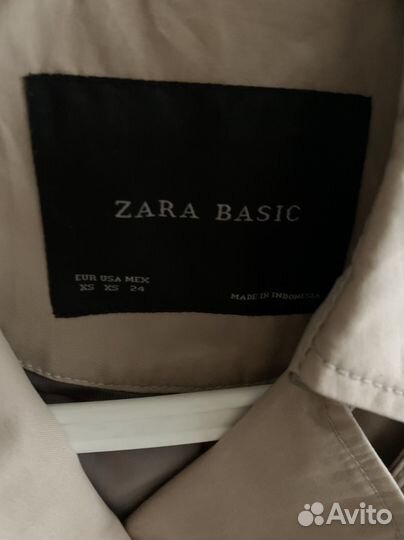 ZARA BASIC
EUR USA MEX
XS XS 24
MADE IN INDONESIA
Avito